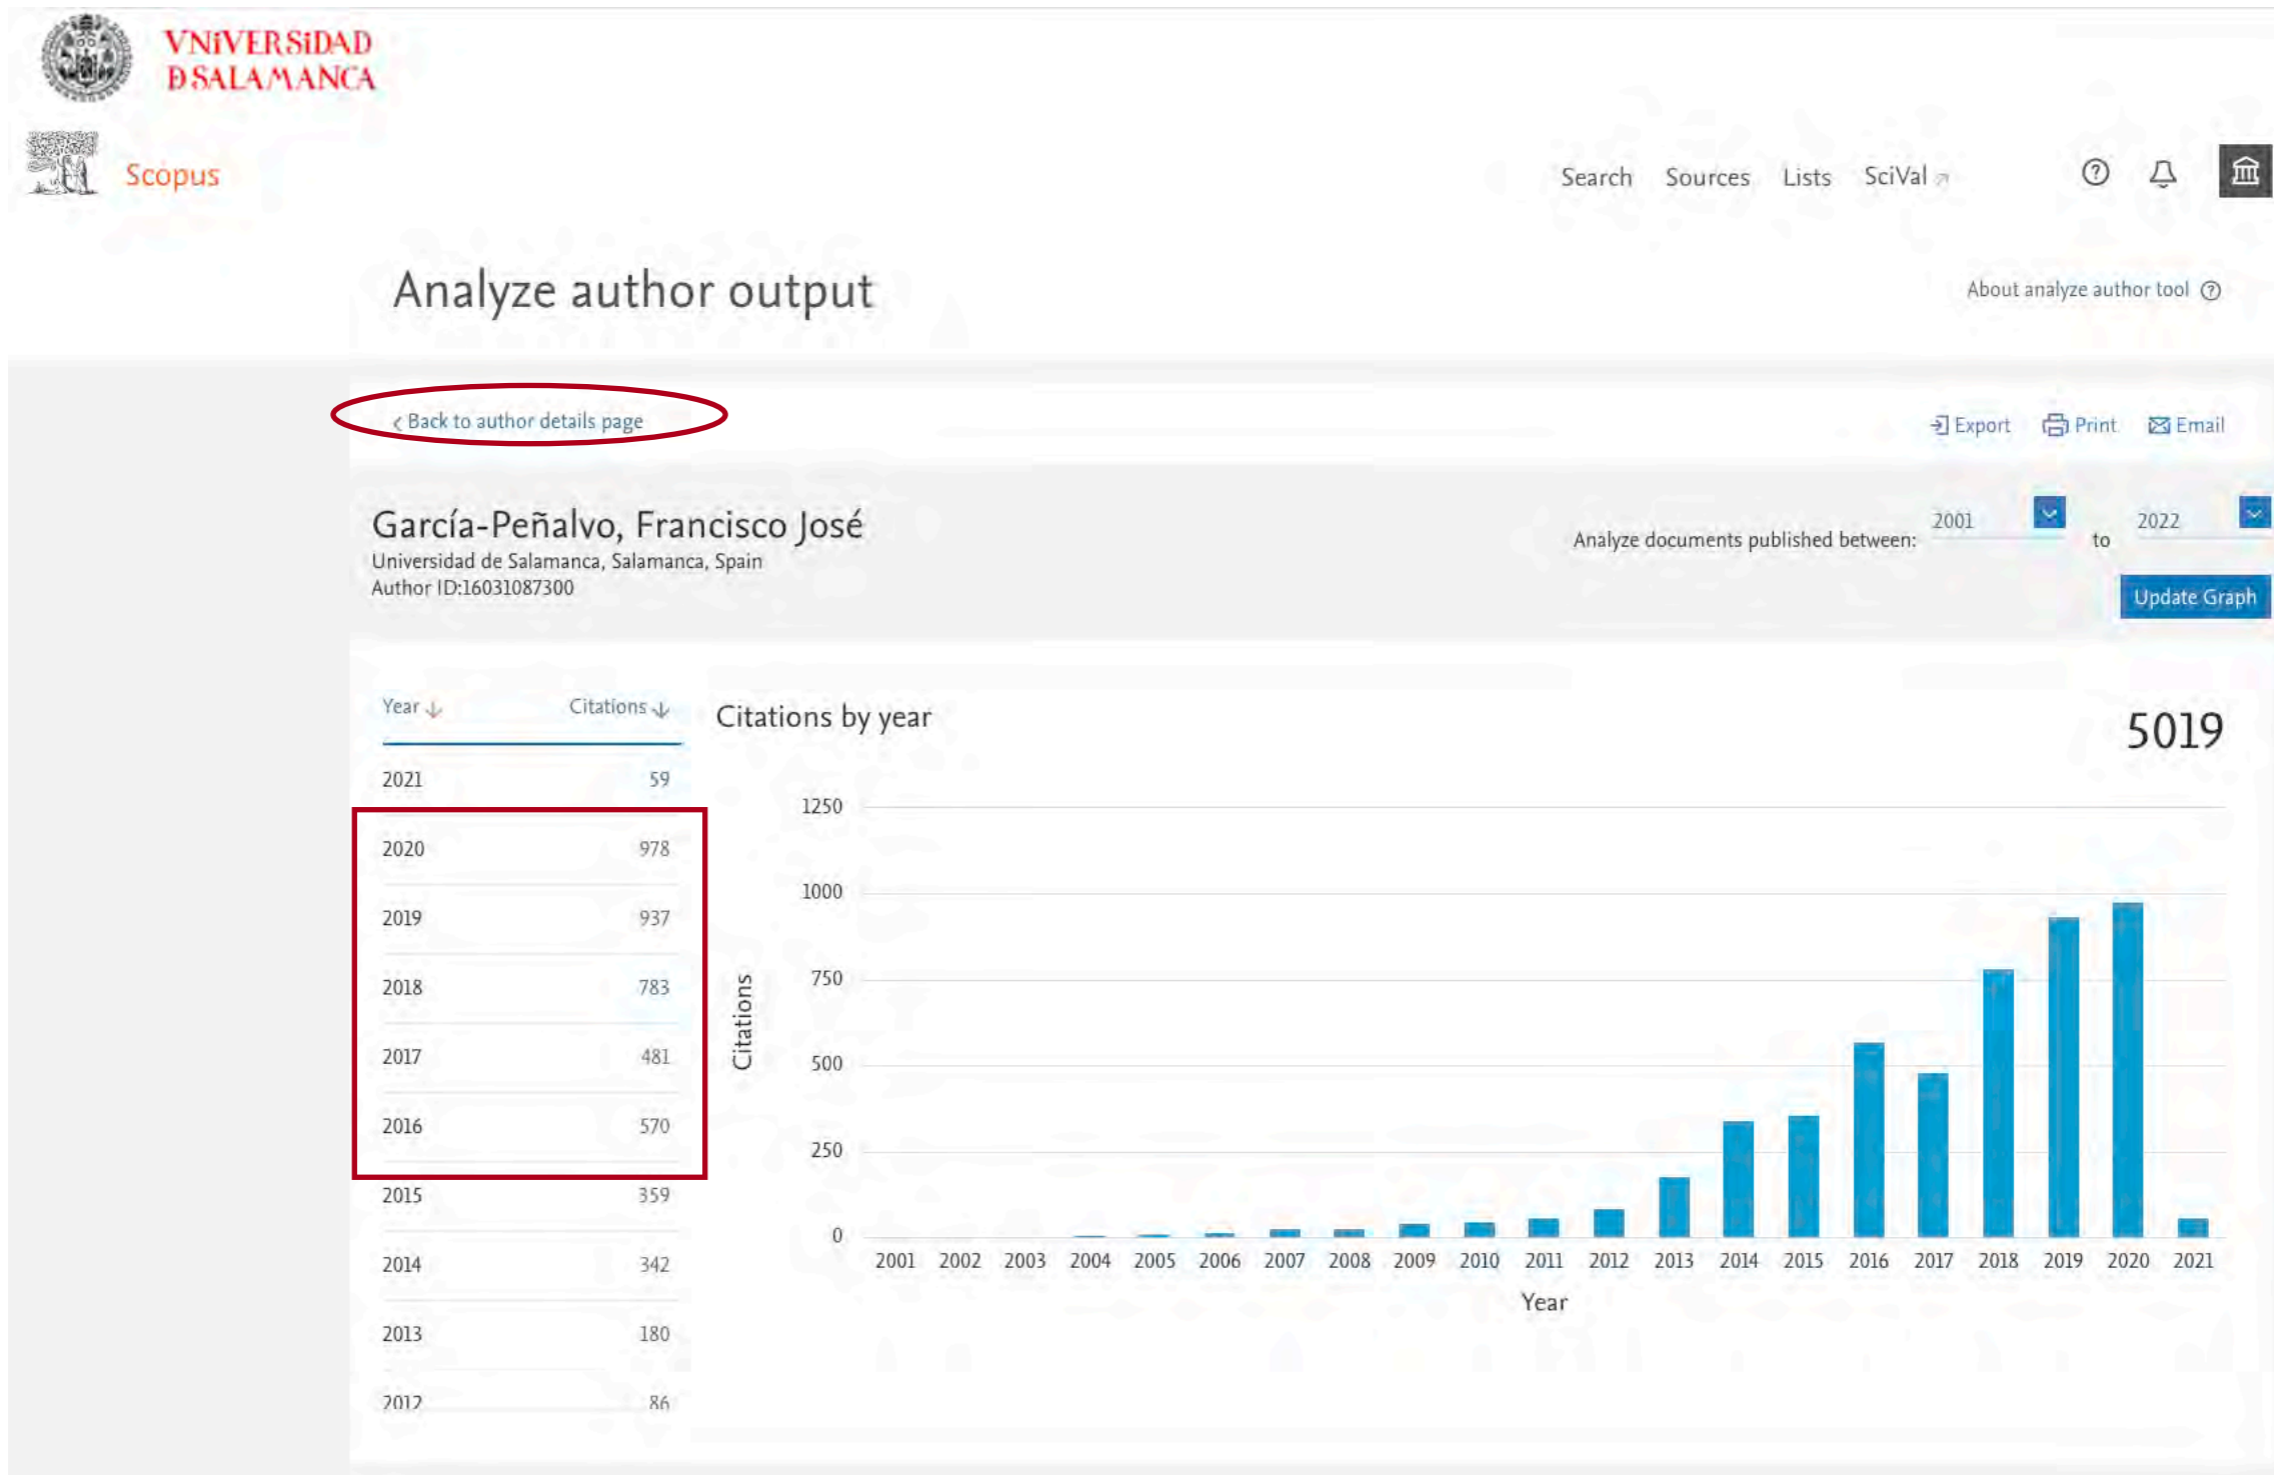 VNiVERSiDAD
D SALAMANCA
Scopus
Search Sources Lists SciVal
Analyze author output
About analyze author tool
Back to author details page
Export Print Email
García-Peñalvo, Francisco José
Universidad de Salamanca, Salamanca, Spain
Author ID:16031087300
Analyze documents published between: 2001 to 2022
Update Graph
Year Citations
2021 59
2020 978
2019 937
2018 783
2017 481
2016 570
2015 359
2014 342
2013 180
2012 86
Citations by year
5019
1250
1000
750
500
250
0
Citations
2001 2002 2003 2004 2005 2006 2007 2008 2009 2010 2011 2012 2013 2014 2015 2016 2017 2018 2019 2020 2021
Year